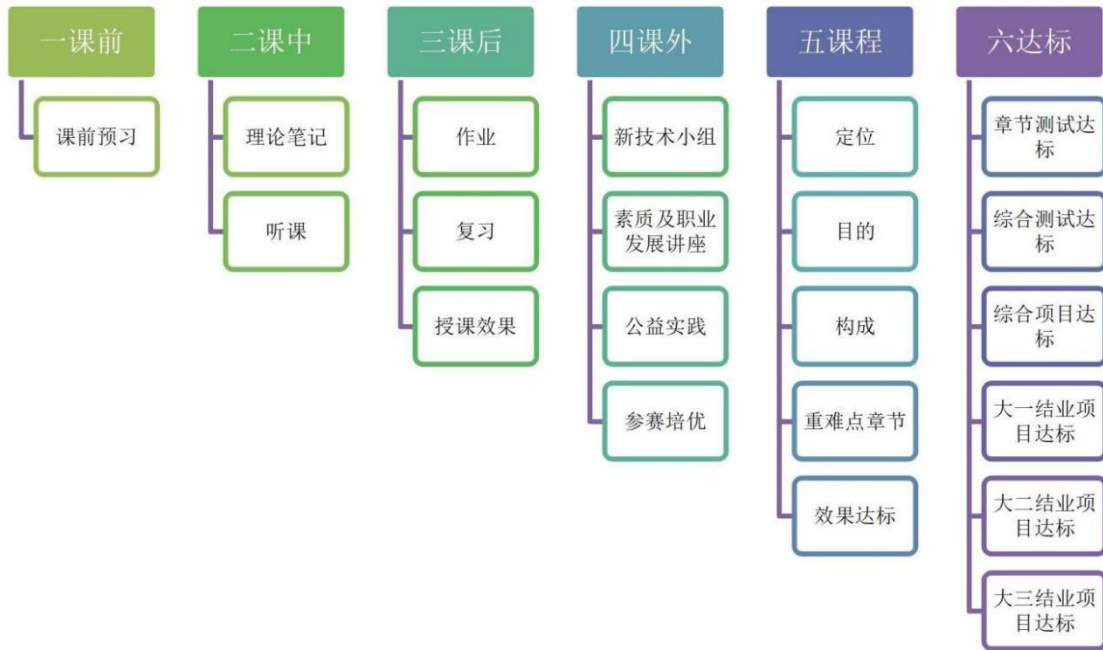 一课前
课前预习
二课中
理论笔记
听课
三课后
作业
复习
授课效果
四课外
新技术小组
素质及职业
发展讲座
公益实践
参赛培优
五课程
定位
目的
构成
重难点章节
效果达标
六达标
章节测试达
标
综合测试达
标
综合项目达
标
大一结业项
目达标
大二结业项
目达标
大三结业项
目达标